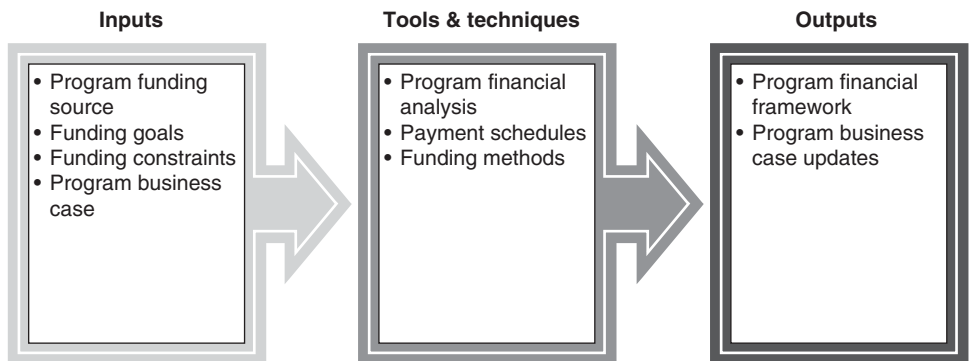 Inputs
• Program funding
source
• Funding goals
• Funding constraints
• Program business
case
Tools & techniques
• Program financial
analysis
• Payment schedules
• Funding methods
Outputs
• Program financial
framework
• Program business
case updates